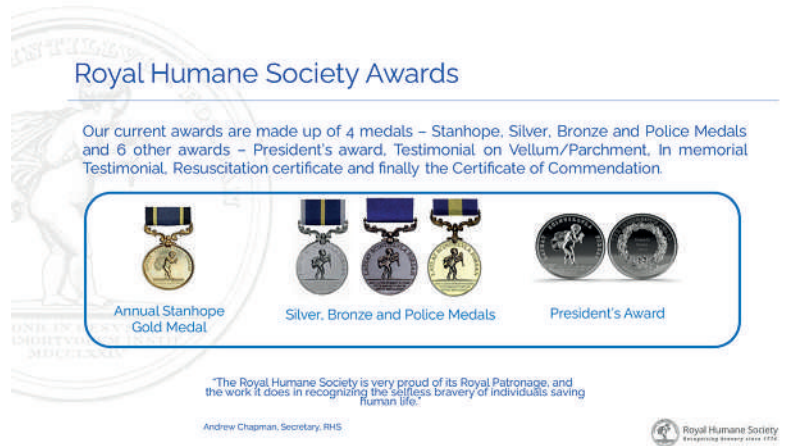 Royal Humane Society Awards
Our current awards are made up of 4 medals – Stanhope, Silver, Bronze and Police Medals
and 6 other awards – President's award, Testimonial on Vellum/Parchment, In memorial
Testimonial, Resuscitation certificate and finally the Certificate of Commendation.
Annual Stanhope
Gold Medal
Silver, Bronze and Police Medals
President's Award
"The Royal Humane Society is very proud of its Royal Patronage, and
the work it does in recognizing the selfless bravery of individuals saving
human life."
Andrew Chapman, Secretary, RHS
Royal Humane Society
Recognizing bravery since 1774